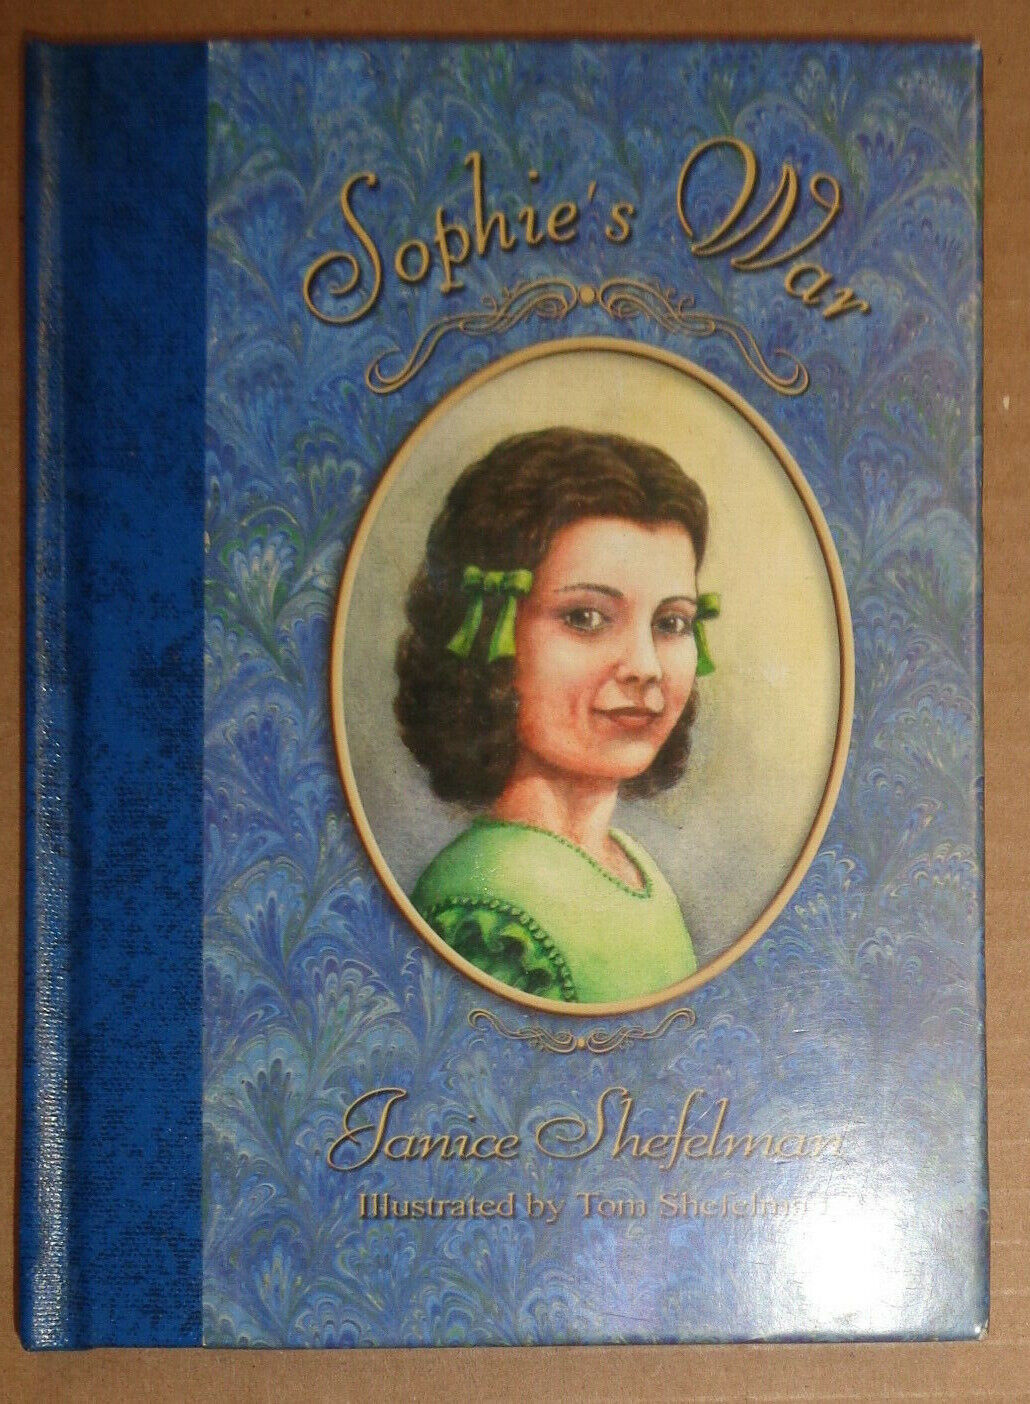 Sophie's War
Janice Shefelman
Illustrated by Tom Shefelman